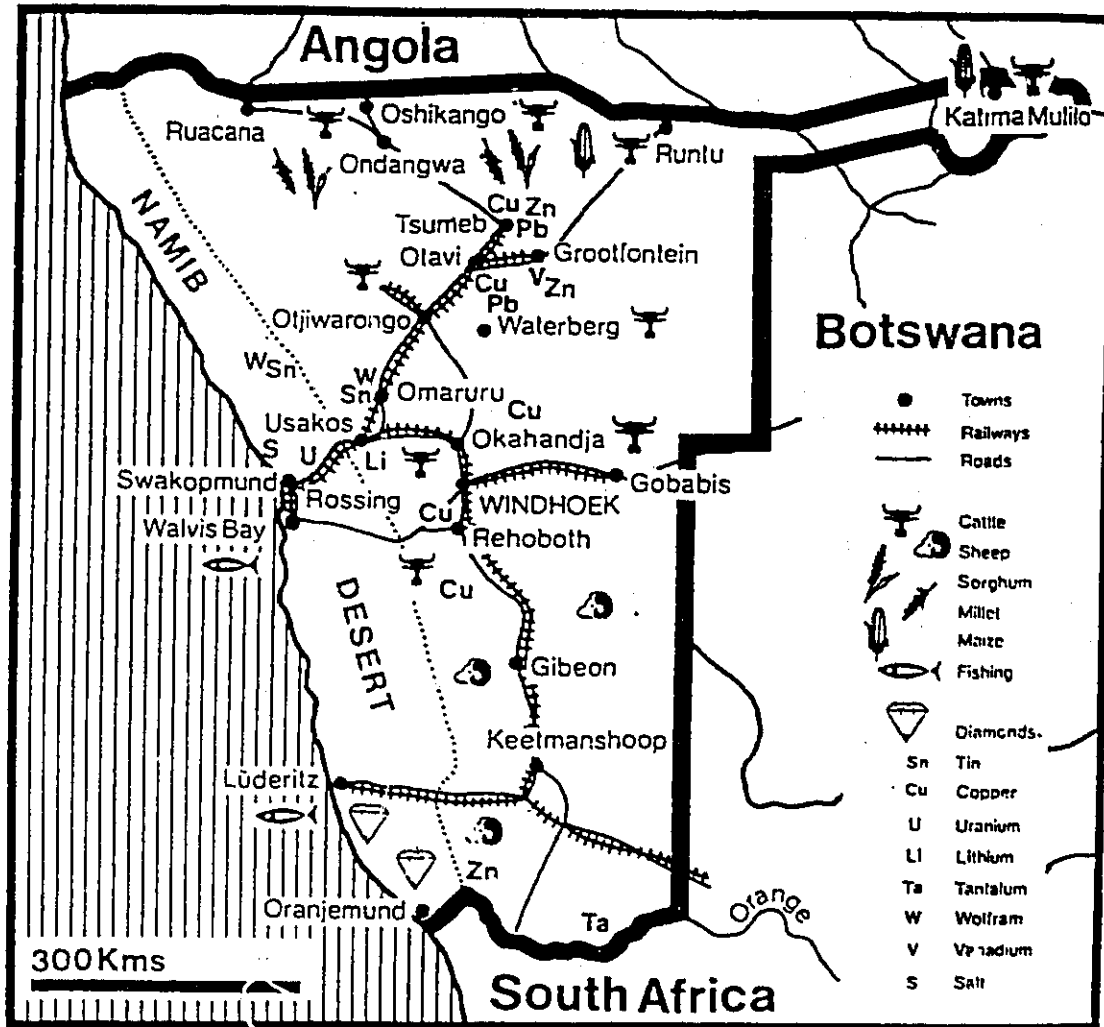 Angola
Katima Mulilo
Ruacana
Oshikango
Ondangwa
Runtu
NAMIB
Cu Zn
Tsumeb Pb
Otavi
Grootfontein
V Zn
Cu
Pb
Otjiwarongo
Waterberg
Botswana
W Sn
W
Sn
Omaruru
Cu
Usakos
Okahandja
S
U
Li
Swakopmund
Rossing
WINDHOEK
Gobabis
Cu
Walvis Bay
Rehoboth
DESERT
Cu
Gibeon
Keetmanshoop
Lüderitz
Zn
Oranjemund
Ta
Orange
300Kms
South Africa
Towns
Railways
Roads
Cattle
Sheep
Sorghum
Millet
Maize
Fishing
Diamonds.
Sn Tin
Cu Copper
U Uranium
Li Lithium
Ta Tantalum
W Wolfram
V Vanadium
S Salt